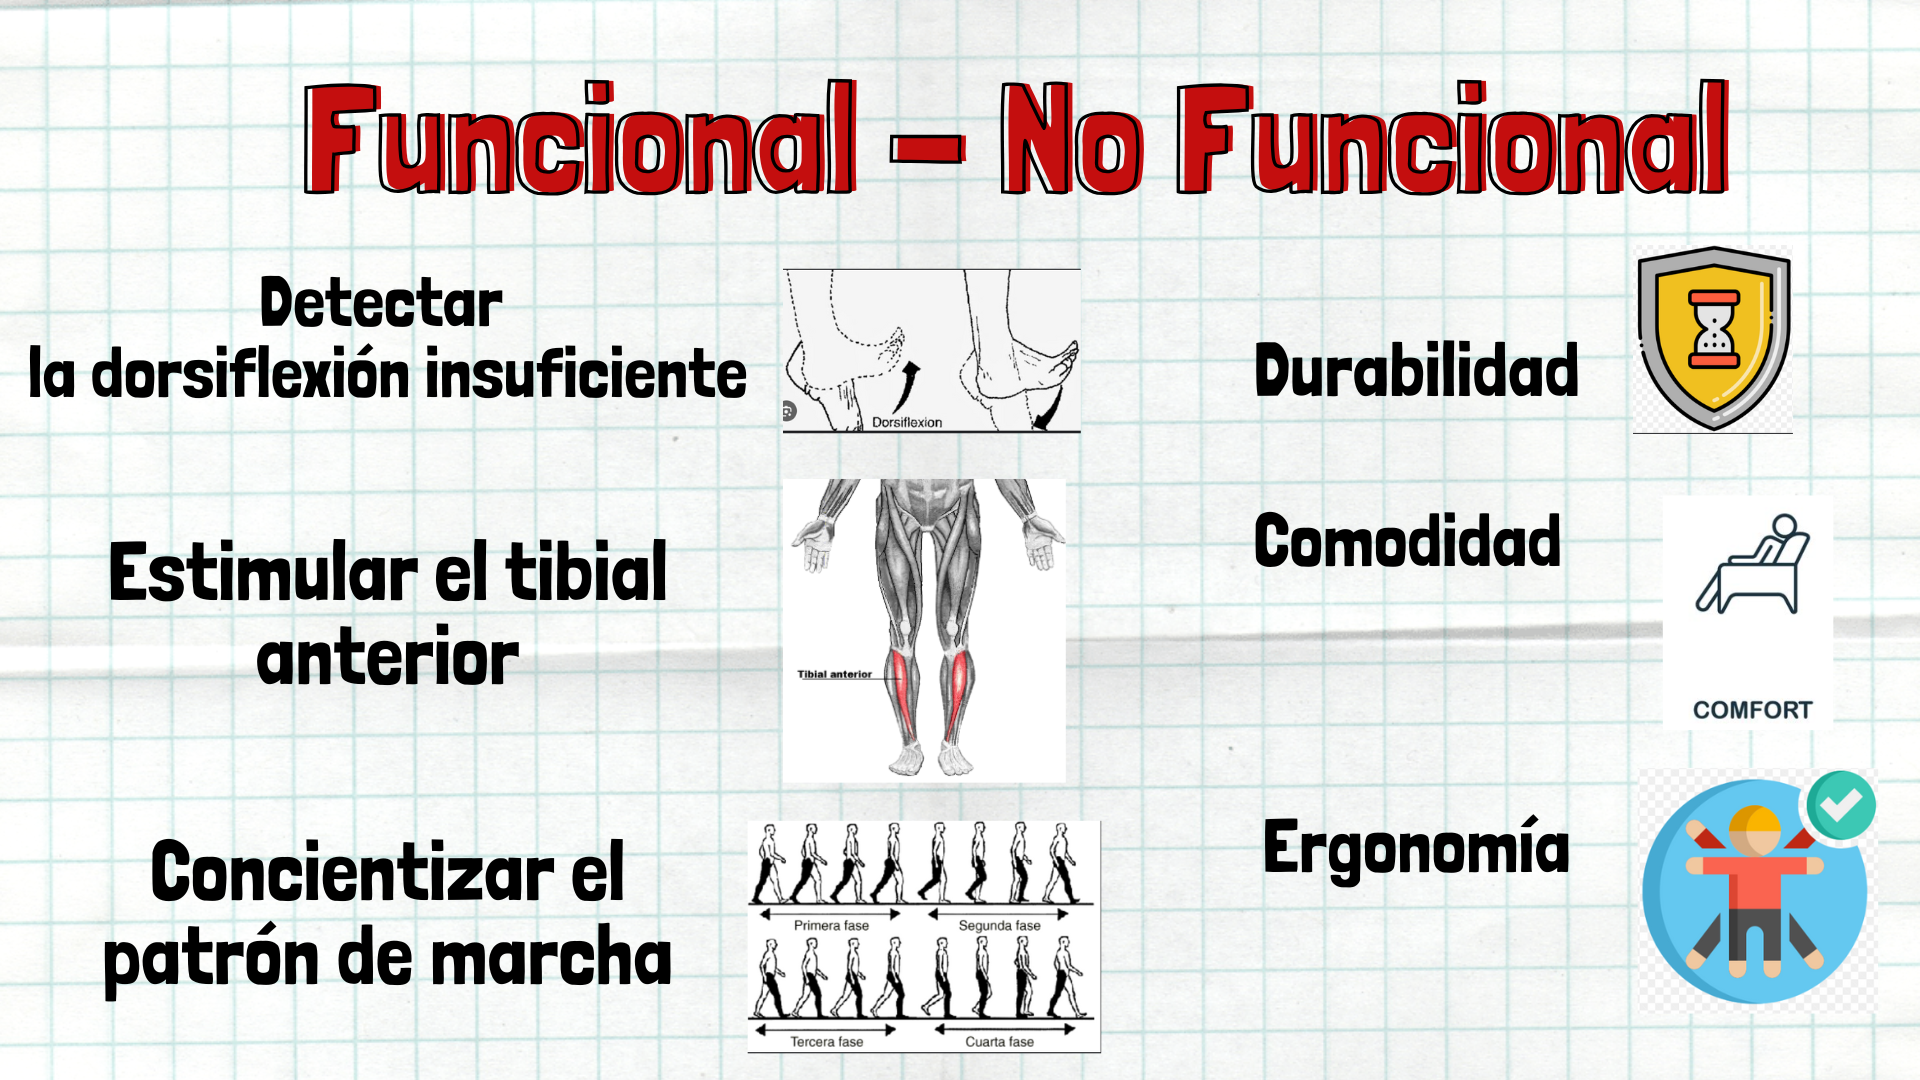 Funcional - No Funcional
Detectar
la dorsiflexión insuficiente
Dorsiflexion
Estimular el tibial
anterior
Tibial anterior
Concientizar el
patrón de marcha
Primera fase
Segunda fase
Tercera fase
Cuarta fase
Durabilidad
Comodidad
COMFORT
Ergonomía